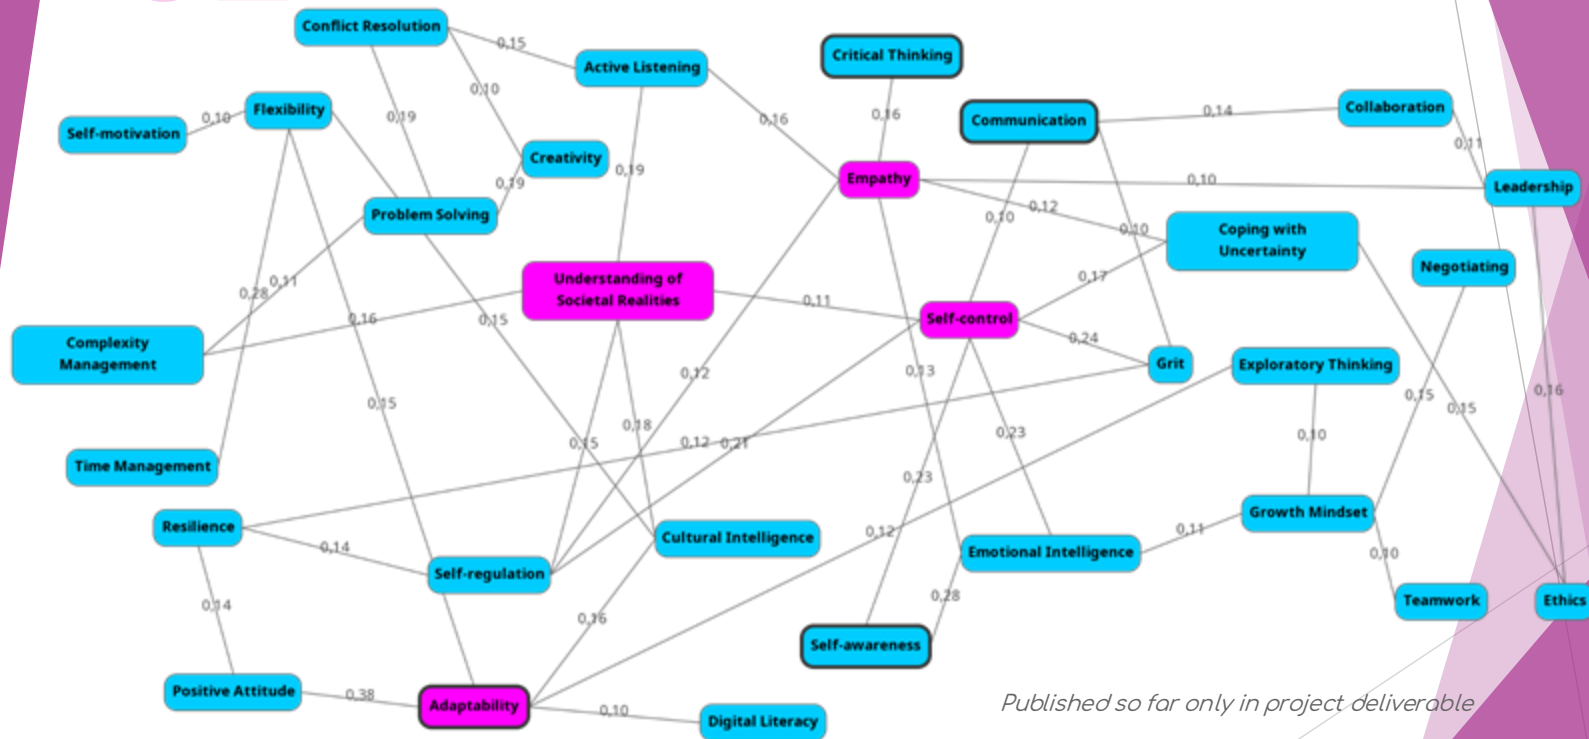 Conflict Resolution
0,15
Active Listening
Critical Thinking
0,10
0,16
Flexibility
0,10
Self-motivation
0,19
0,16
Communication
0,14
Collaboration
0,11
Creativity
0,19
0,19
Empathy
0,10
Leadership
Problem Solving
0,12
0,10
0,10
Coping with
Uncertainty
Negotiating
Understanding of
Societal Realities
0,11
0,28
0,17
0,11
0,16
0,15
Self-control
0,24
Complexity
Management
Grit
Exploratory Thinking
0,12
0,13
0,16
0,15
0,15
0,15
0,18
0,23
0,10
0,15
0,12
0,21
Time Management
0,23
Resilience
Growth Mindset
0,12
0,11
0,14
Cultural Intelligence
Emotional Intelligence
0,10
Self-regulation
0,28
Teamwork
Ethics
0,14
0,16
Self-awareness
Positive Attitude
0,38
Adaptability
0,10
Digital Literacy
Published so far only in project deliverable